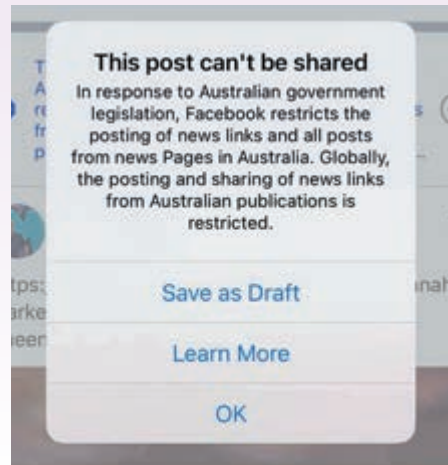 This post can't be shared
In response to Australian government
legislation, Facebook restricts the
posting of news links and all posts
from news Pages in Australia. Globally,
the posting and sharing of news links
from Australian publications is
restricted.
Save as Draft
Learn More
OK